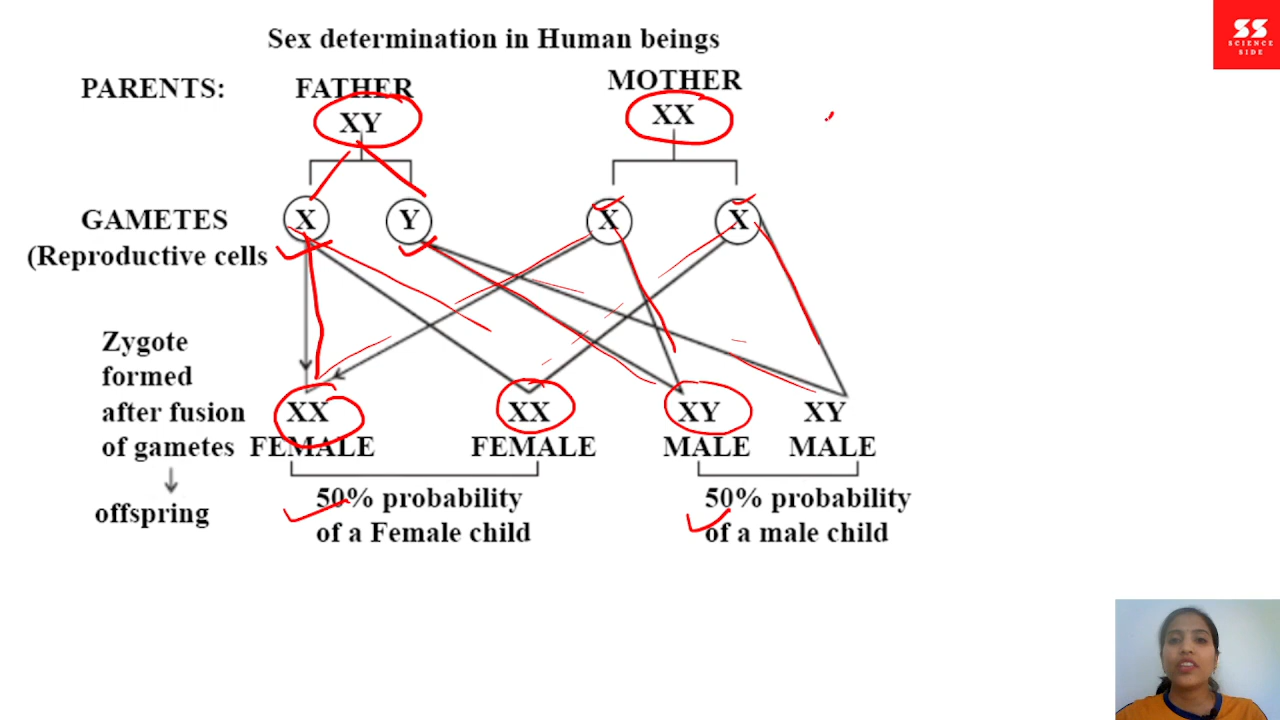 Sex determination in Human beings
SS
SCIENCE
SIDE
PARENTS: FATHER MOTHER
XY XX
GAMETES X Y X X
(Reproductive cells
Zygote
formed
after fusion XX XX XY XY
of gametes FEMALE FEMALE MALE MALE
offspring
50% probability
of a Female child
50% probability
of a male child